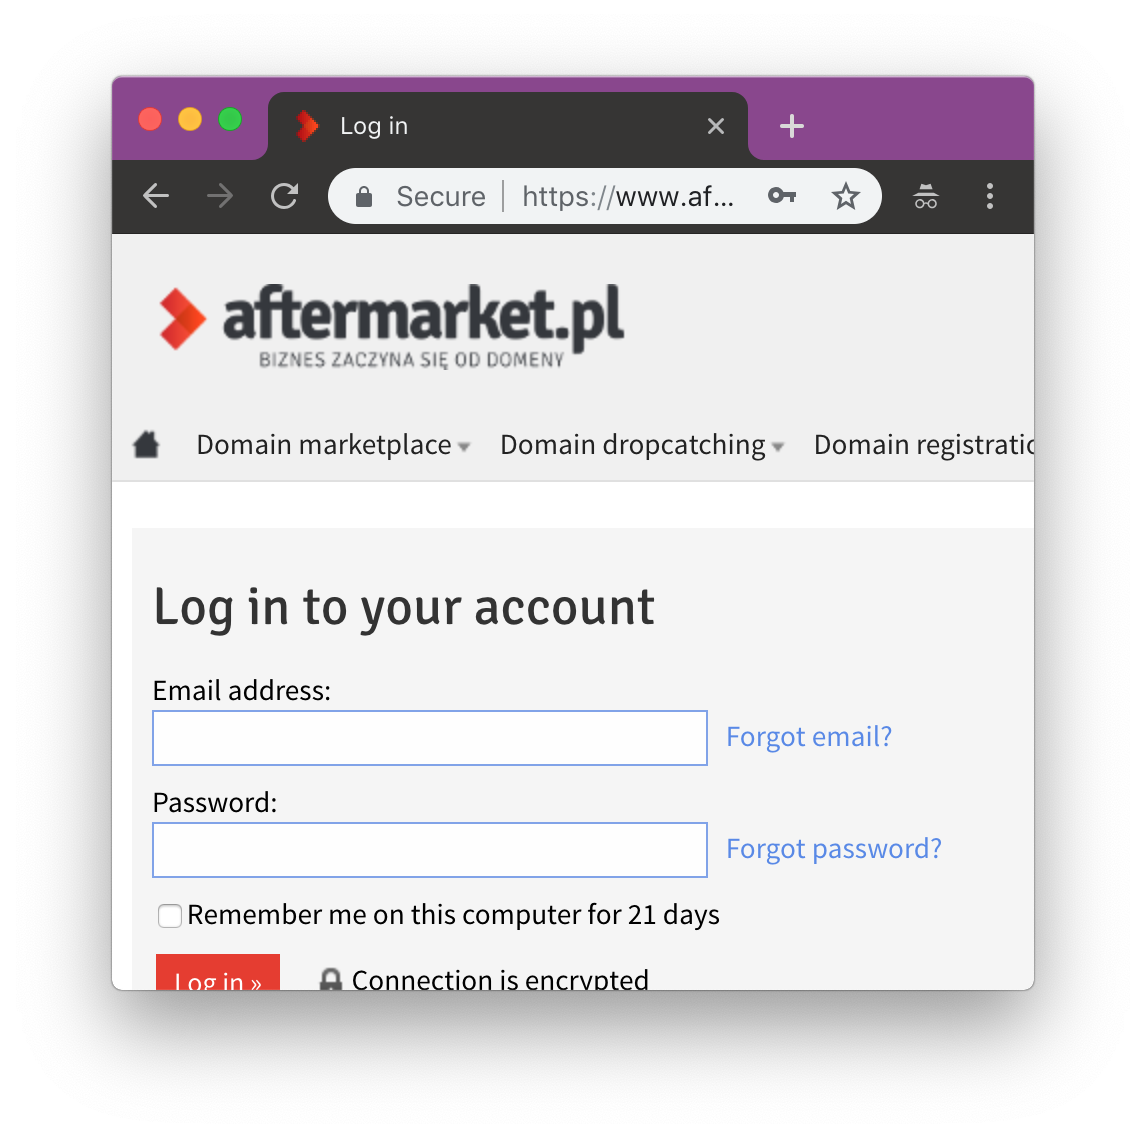 Log in
Secure | https://www.af...
aftermarket.pl
BIZNES ZACZYNA SIĘ OD DOMENY
Domain marketplace Domain dropcatching Domain registratic
Log in to your account
Email address:
Forgot email?
Password:
Forgot password?
Remember me on this computer for 21 days
Log in » Connection is encrypted